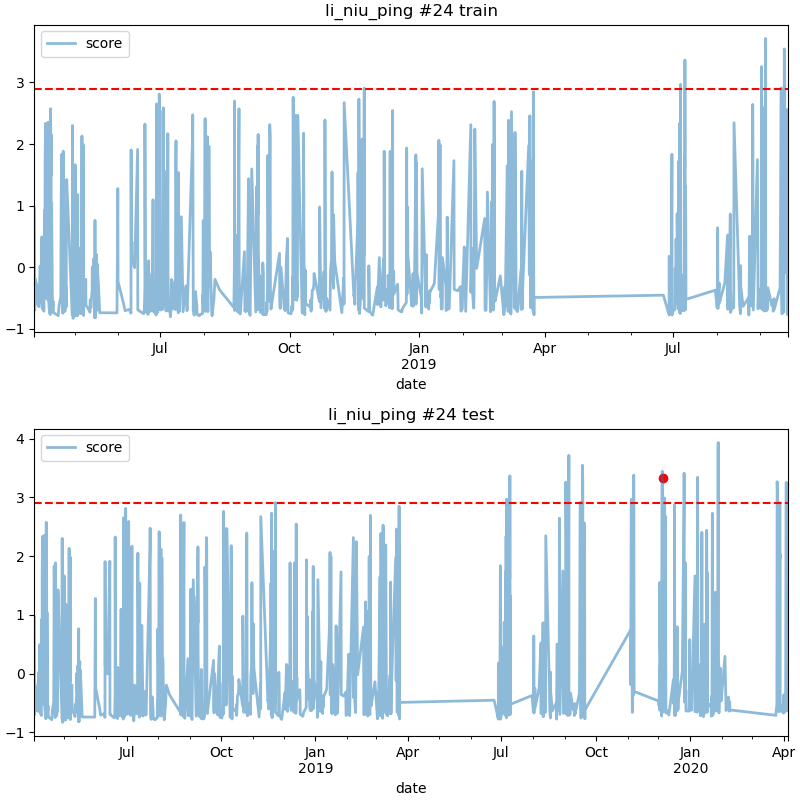 li_niu_ping #24 train
score
3
2
1
0
−1
Jul
Oct
Jan
2019
Apr
Jul
date
li_niu_ping #24 test
score
4
3
2
1
0
−1
Jul
Oct
Jan
2019
Apr
Jul
Oct
Jan
2020
Apr
date